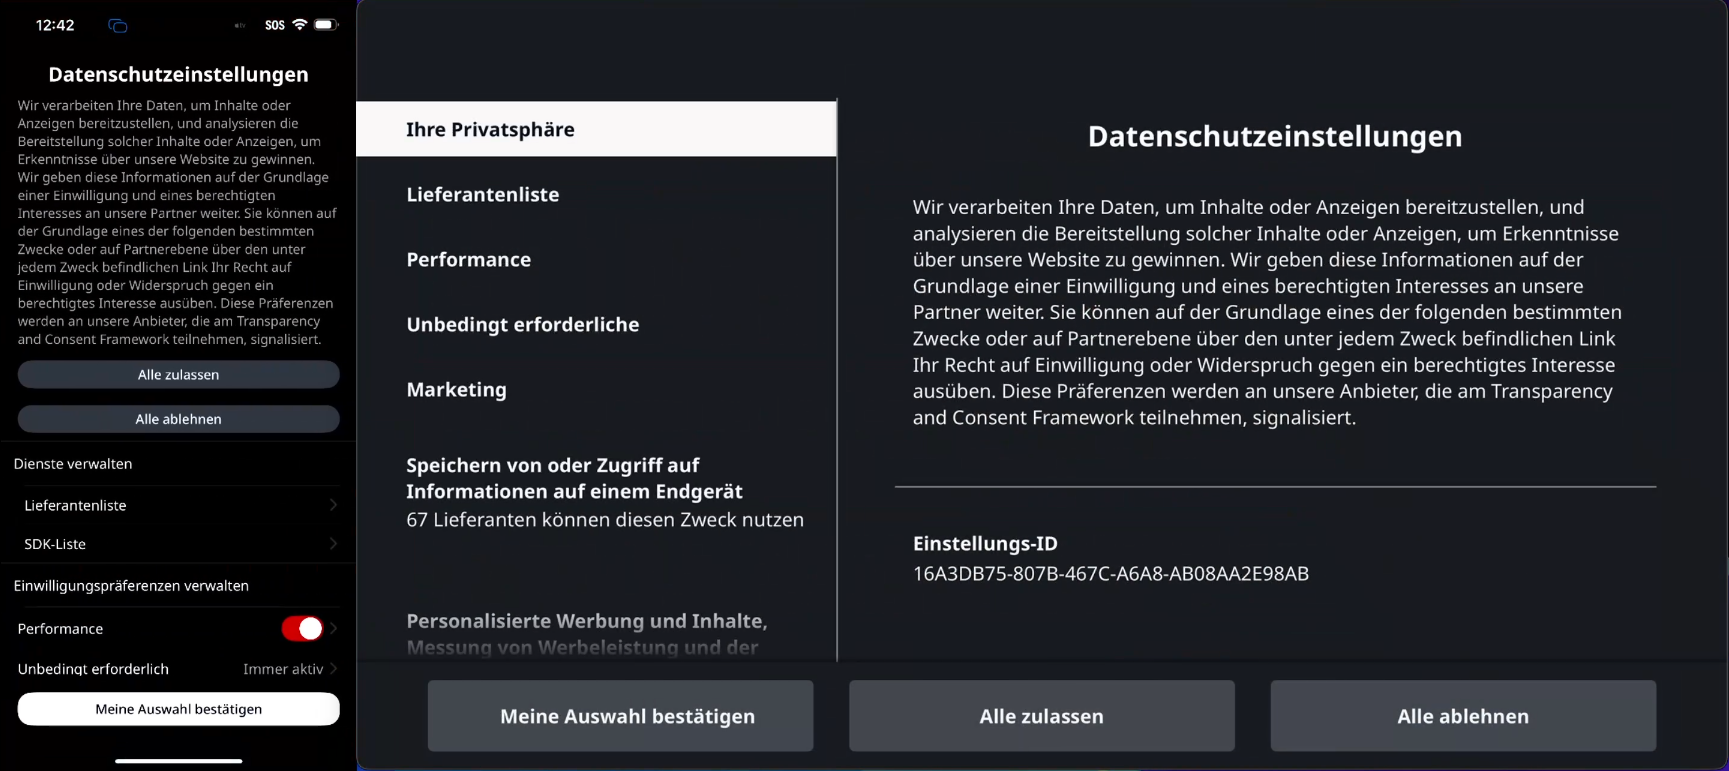 12:42
tv
SOS
Datenschutzeinstellungen
Wir verarbeiten Ihre Daten, um Inhalte oder
Anzeigen bereitzustellen, und analysieren die
Bereitstellung solcher Inhalte oder Anzeigen, um
Erkenntnisse über unsere Website zu gewinnen.
Wir geben diese Informationen auf der Grundlage
einer Einwilligung und eines berechtigten
Interesses an unsere Partner weiter. Sie können auf
der Grundlage eines der folgenden bestimmten
Zwecke oder auf Partnerebene über den unter
jedem Zweck befindlichen Link Ihr Recht auf
Einwilligung oder Widerspruch gegen ein
berechtigtes Interesse ausüben. Diese Präferenzen
werden an unsere Anbieter, die am Transparency
and Consent Framework teilnehmen, signalisiert.
Alle zulassen
Alle ablehnen
Dienste verwalten
Lieferantenliste
SDK-Liste
Einwilligungspräferenzen verwalten
Performance
Unbedingt erforderlich
Immer aktiv
Meine Auswahl bestätigen
Ihre Privatsphäre
Lieferantenliste
Performance
Unbedingt erforderliche
Marketing
Speichern von oder Zugriff auf
Informationen auf einem Endgerät
67 Lieferanten können diesen Zweck nutzen
Personalisierte Werbung und Inhalte,
Messung von Werbeleistung und der
Datenschutzeinstellungen
Wir verarbeiten Ihre Daten, um Inhalte oder Anzeigen bereitzustellen, und
analysieren die Bereitstellung solcher Inhalte oder Anzeigen, um Erkenntnisse
über unsere Website zu gewinnen. Wir geben diese Informationen auf der
Grundlage einer Einwilligung und eines berechtigten Interesses an unsere
Partner weiter. Sie können auf der Grundlage eines der folgenden bestimmten
Zwecke oder auf Partnerebene über den unter jedem Zweck befindlichen Link
Ihr Recht auf Einwilligung oder Widerspruch gegen ein berechtigtes Interesse
ausüben. Diese Präferenzen werden an unsere Anbieter, die am Transparency
and Consent Framework teilnehmen, signalisiert.
Einstellungs-ID
16A3DB75-807B-467C-A6A8-AB08AA2E98AB
Meine Auswahl bestätigen
Alle zulassen
Alle ablehnen